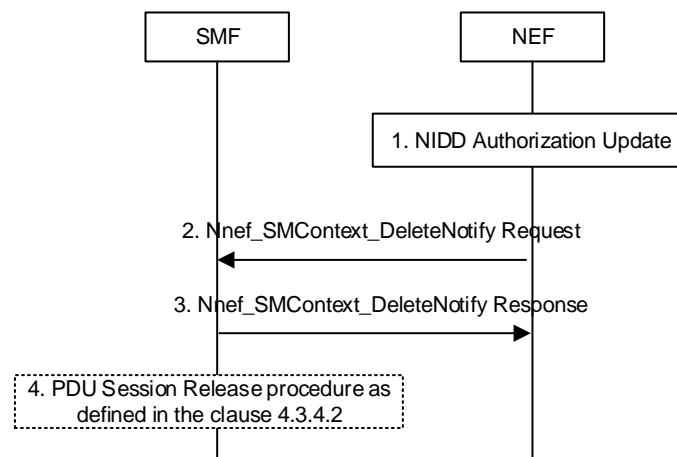 SMF
NEF
1. NIDD Authorization Update
2. Nnef_SMContext_DeleteNotify Request
3. Nnef_SMContext_DeleteNotify Response
4. PDU Session Release procedure as
defined in the clause 4.3.4.2